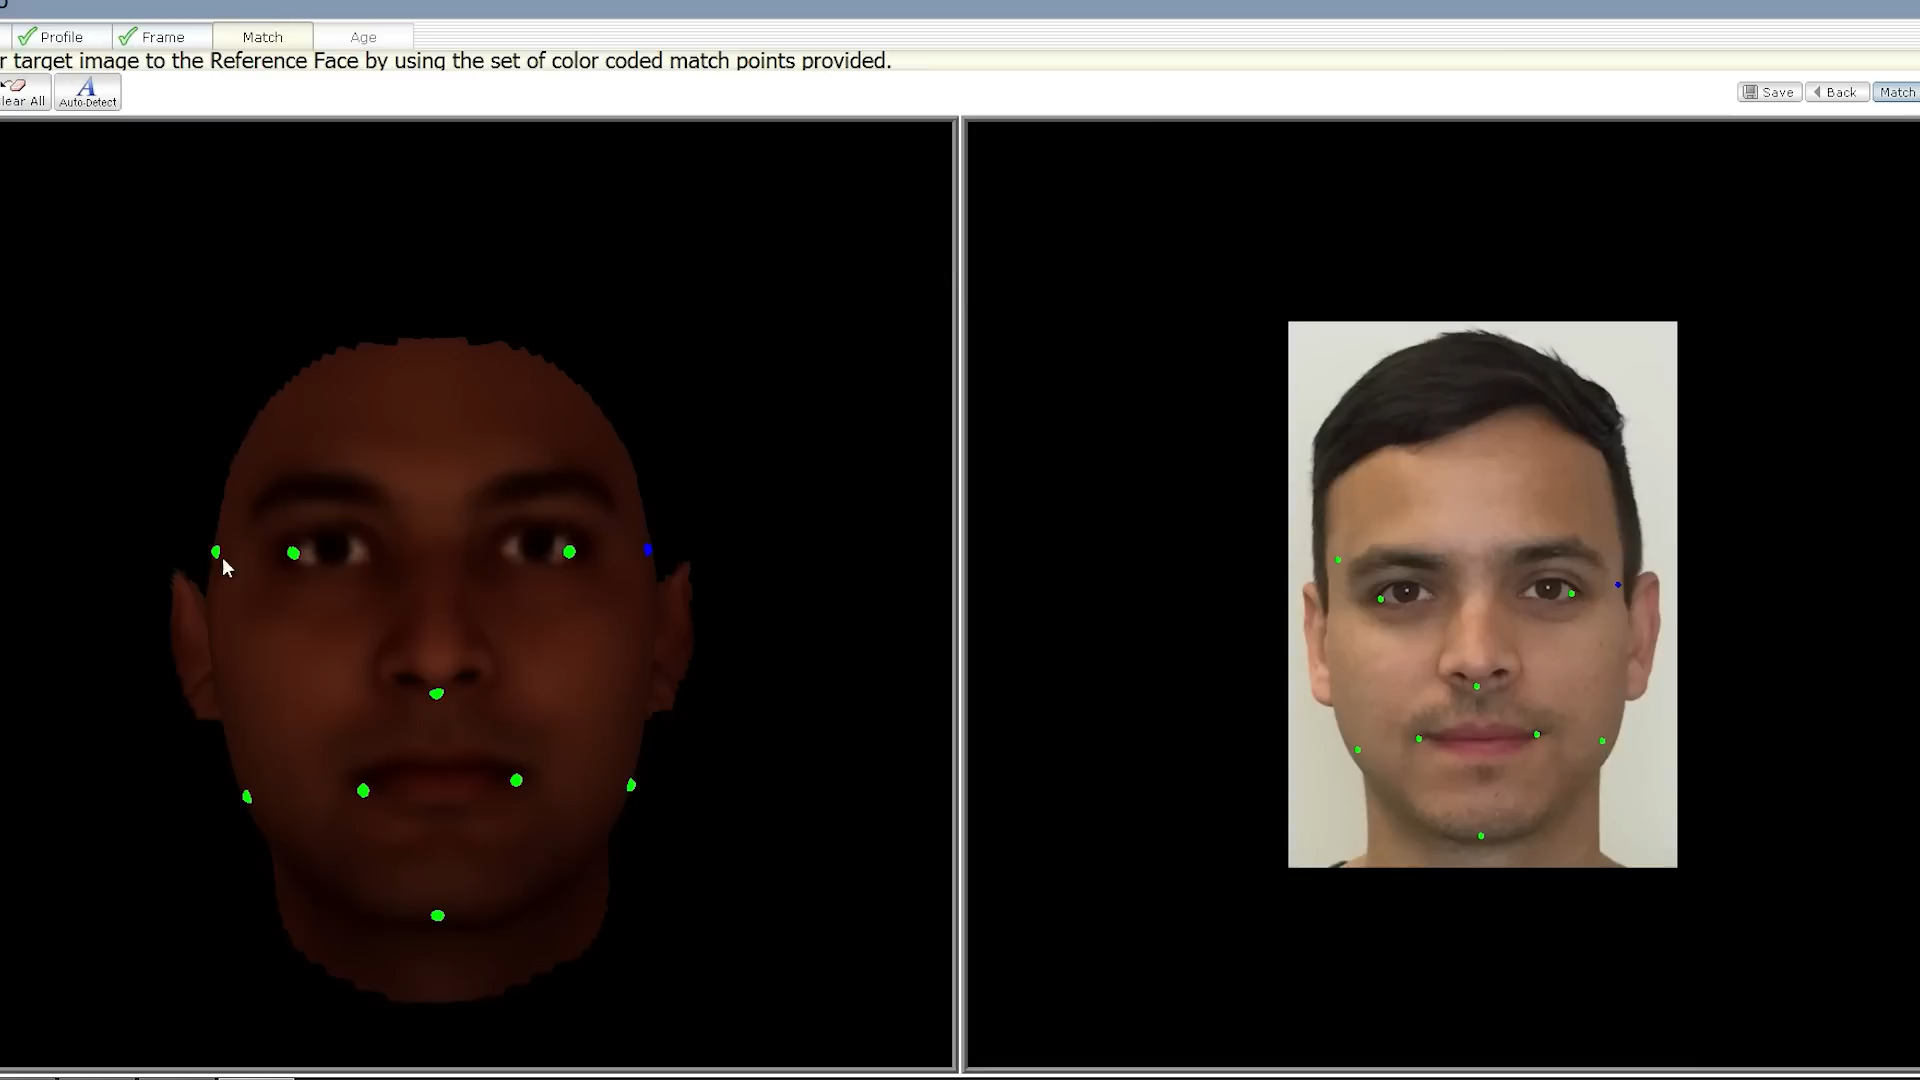 Profile Frame Match Age
r target image to the Reference Face by using the set of color coded match points provided.
lear All Auto-Detect Save Back Match